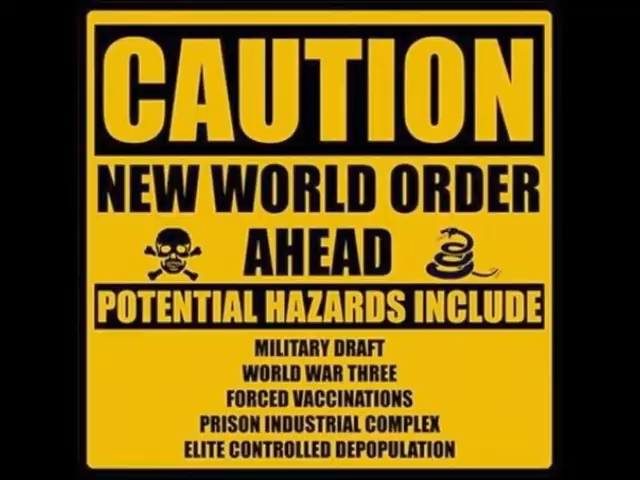 CAUTION
NEW WORLD ORDER
AHEAD
POTENTIAL HAZARDS INCLUDE
MILITARY DRAFT
WORLD WAR THREE
FORCED VACCINATIONS
PRISON INDUSTRIAL COMPLEX
ELITE CONTROLLED DEPOPULATION